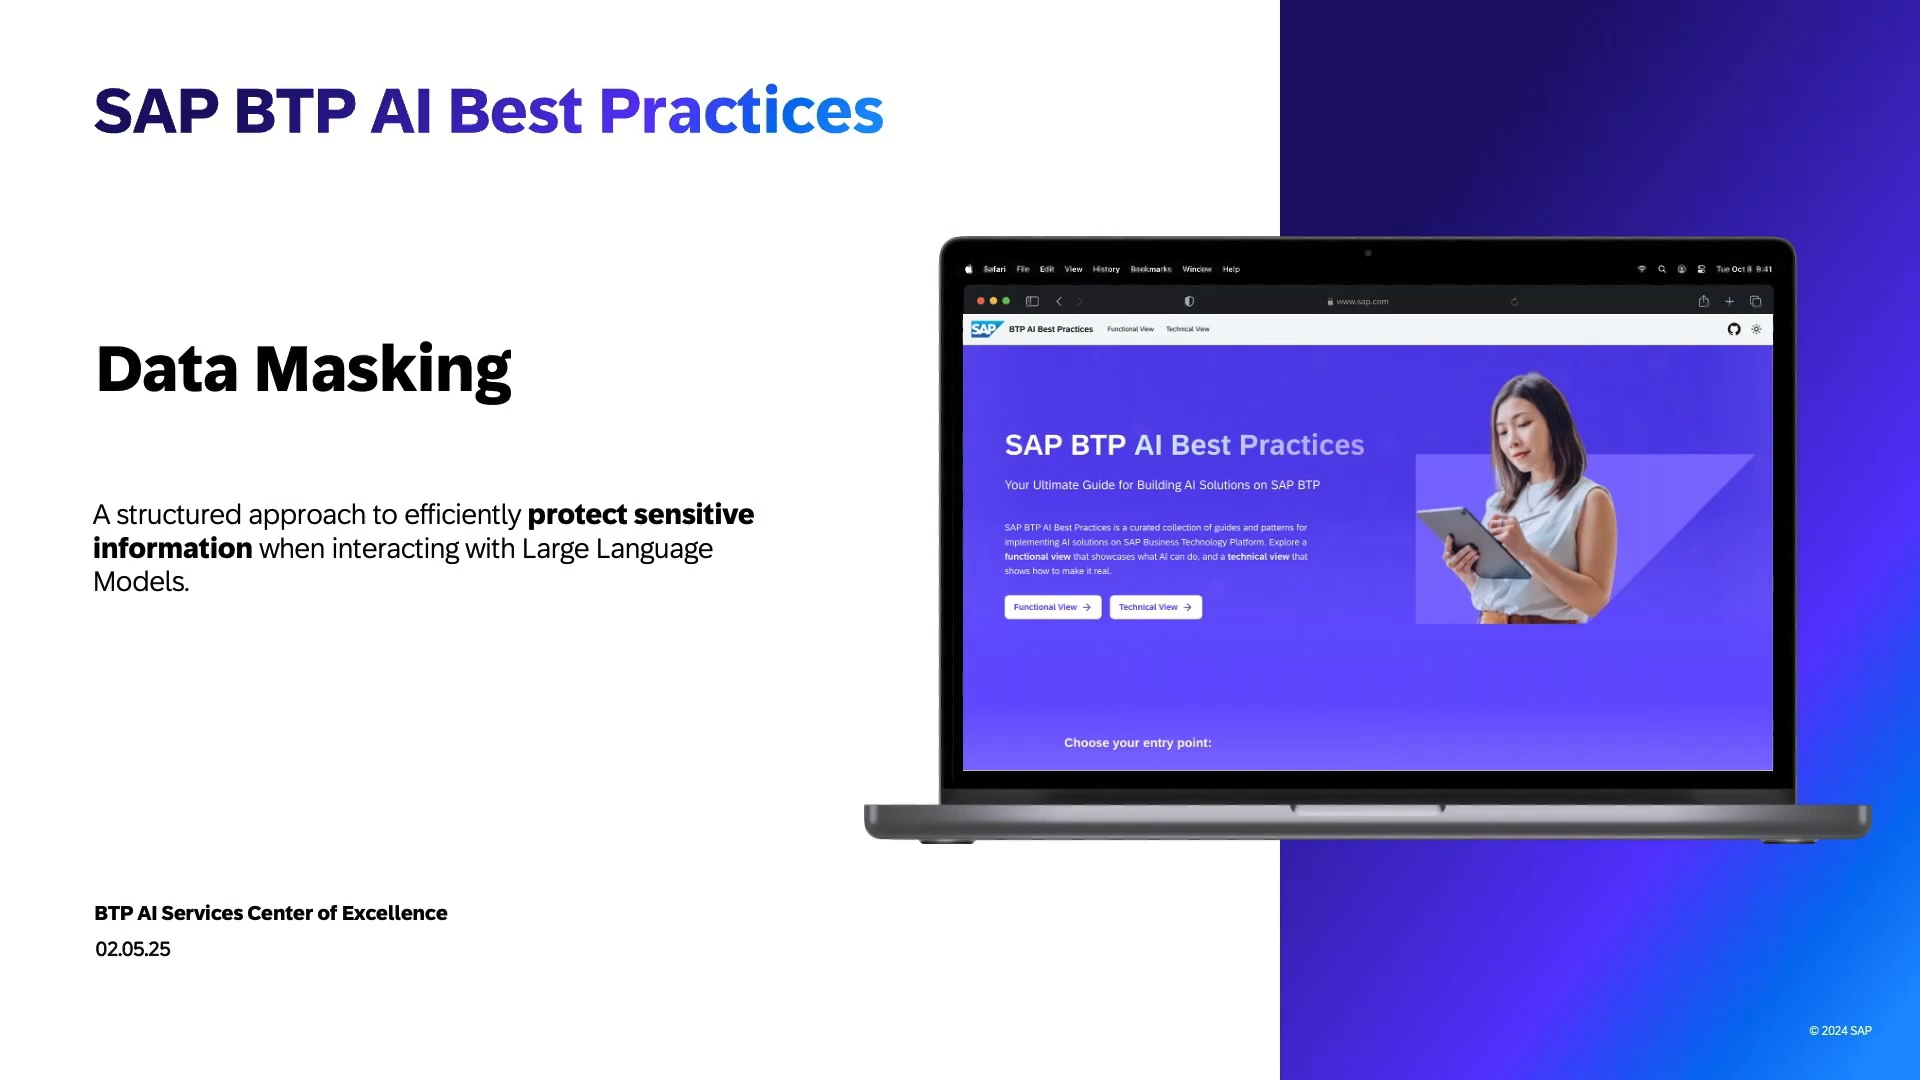 SAP BTP AI Best Practices
Data Masking
A structured approach to efficiently protect sensitive
information when interacting with Large Language
Models.
BTP AI Services Center of Excellence
02.05.25
Safari File Edit View History Bookmarks Window Help
Tue Oct 8 9:41
www.sap.com
SAP BTP AI Best Practices Functional View Technical View
SAP BTP AI Best Practices
Your Ultimate Guide for Building AI Solutions on SAP BTP
SAP BTP AI Best Practices is a curated collection of guides and patterns for
implementing AI solutions on SAP Business Technology Platform. Explore a
functional view that showcases what AI can do, and a technical view that
shows how to make it real.
Functional View → Technical View →
Choose your entry point:
© 2024 SAP